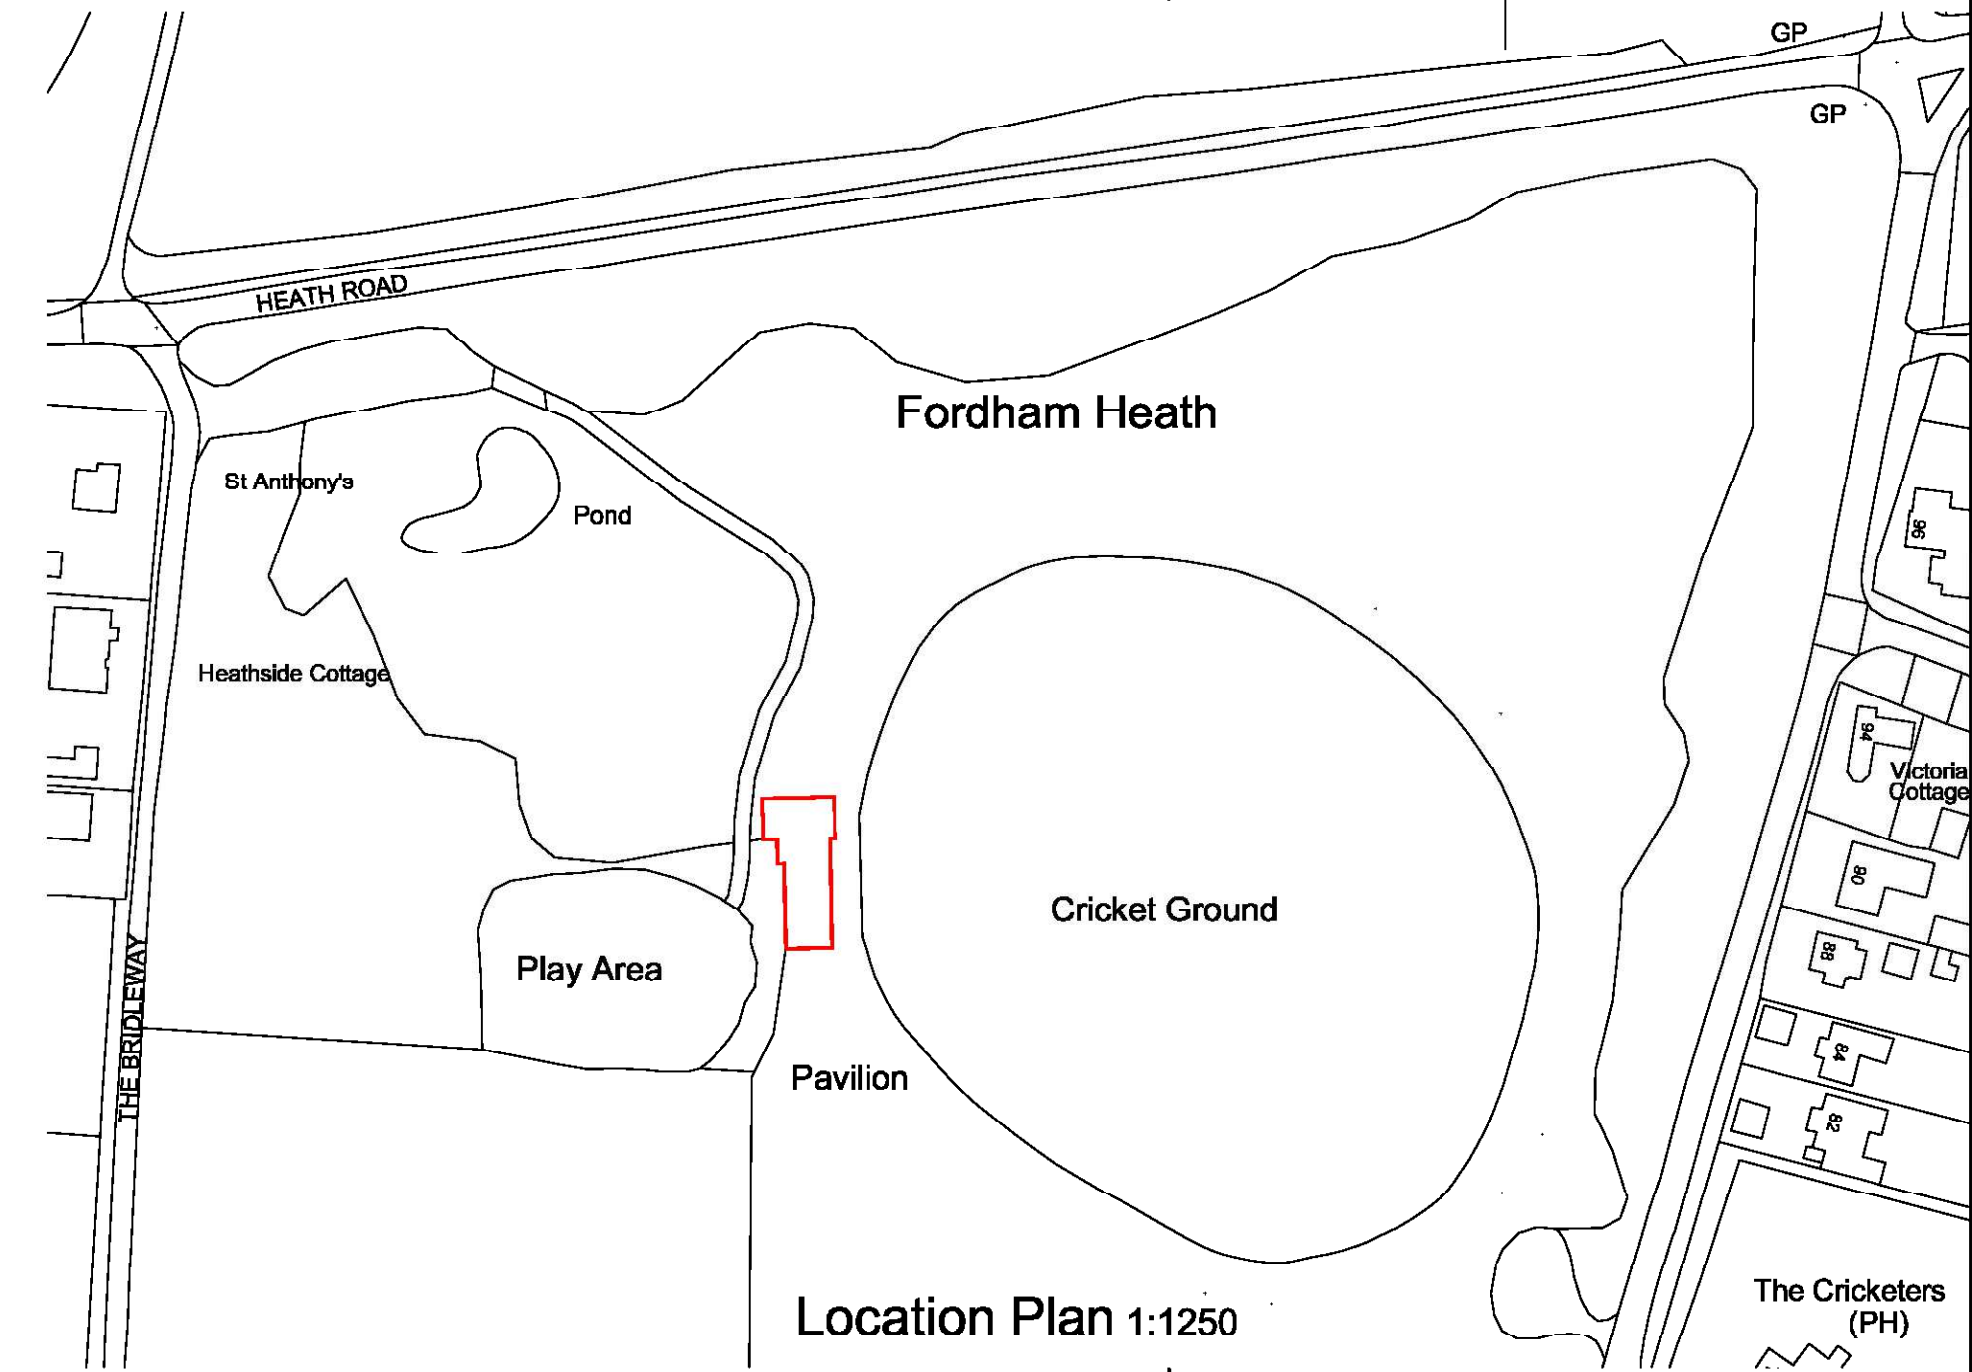 GP
GP
HEATH ROAD
Fordham Heath
St Anthony's
Pond
96
Heathside Cottage
94
Victoria
Cottage
90
Cricket Ground
88
Play Area
THE BRIDLEWAY
84
Pavilion
82
The Cricketers
(PH)
Location Plan 1:1250